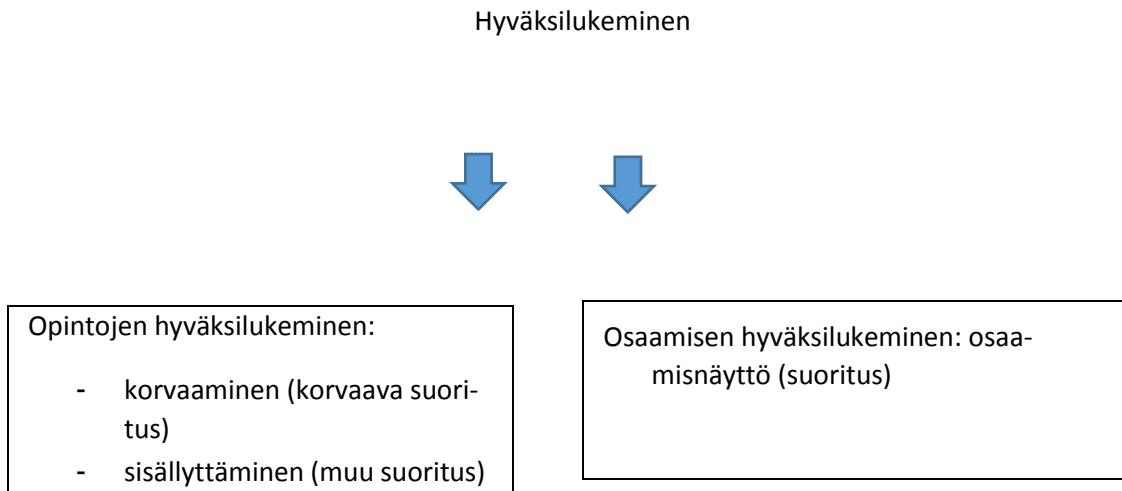 Hyväksilukeminen
Opintojen hyväksilukeminen:
- korvaaminen (korvaava suori-
tus)
- sisällyttäminen (muu suoritus)
Osaamisen hyväksilukeminen: osaa-
misnäyttö (suoritus)